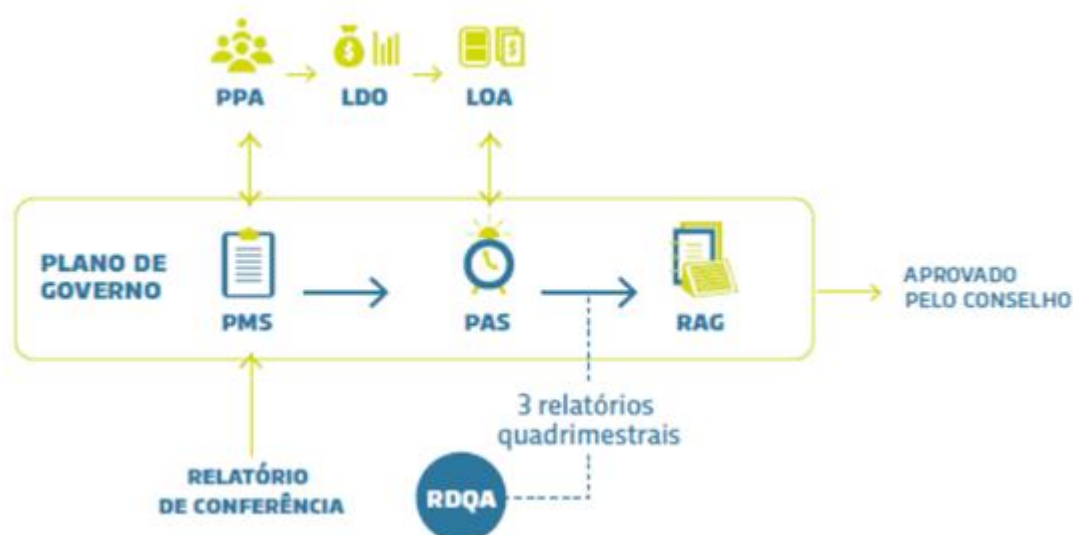 PPA
LDO
LOA
PLANO DE
GOVERNO
PMS
PAS
RAG
APROVADO
PELO CONSELHO
3 relatórios
quadrimestrais
RELATÓRIO
DE CONFERÊNCIA
RDQA